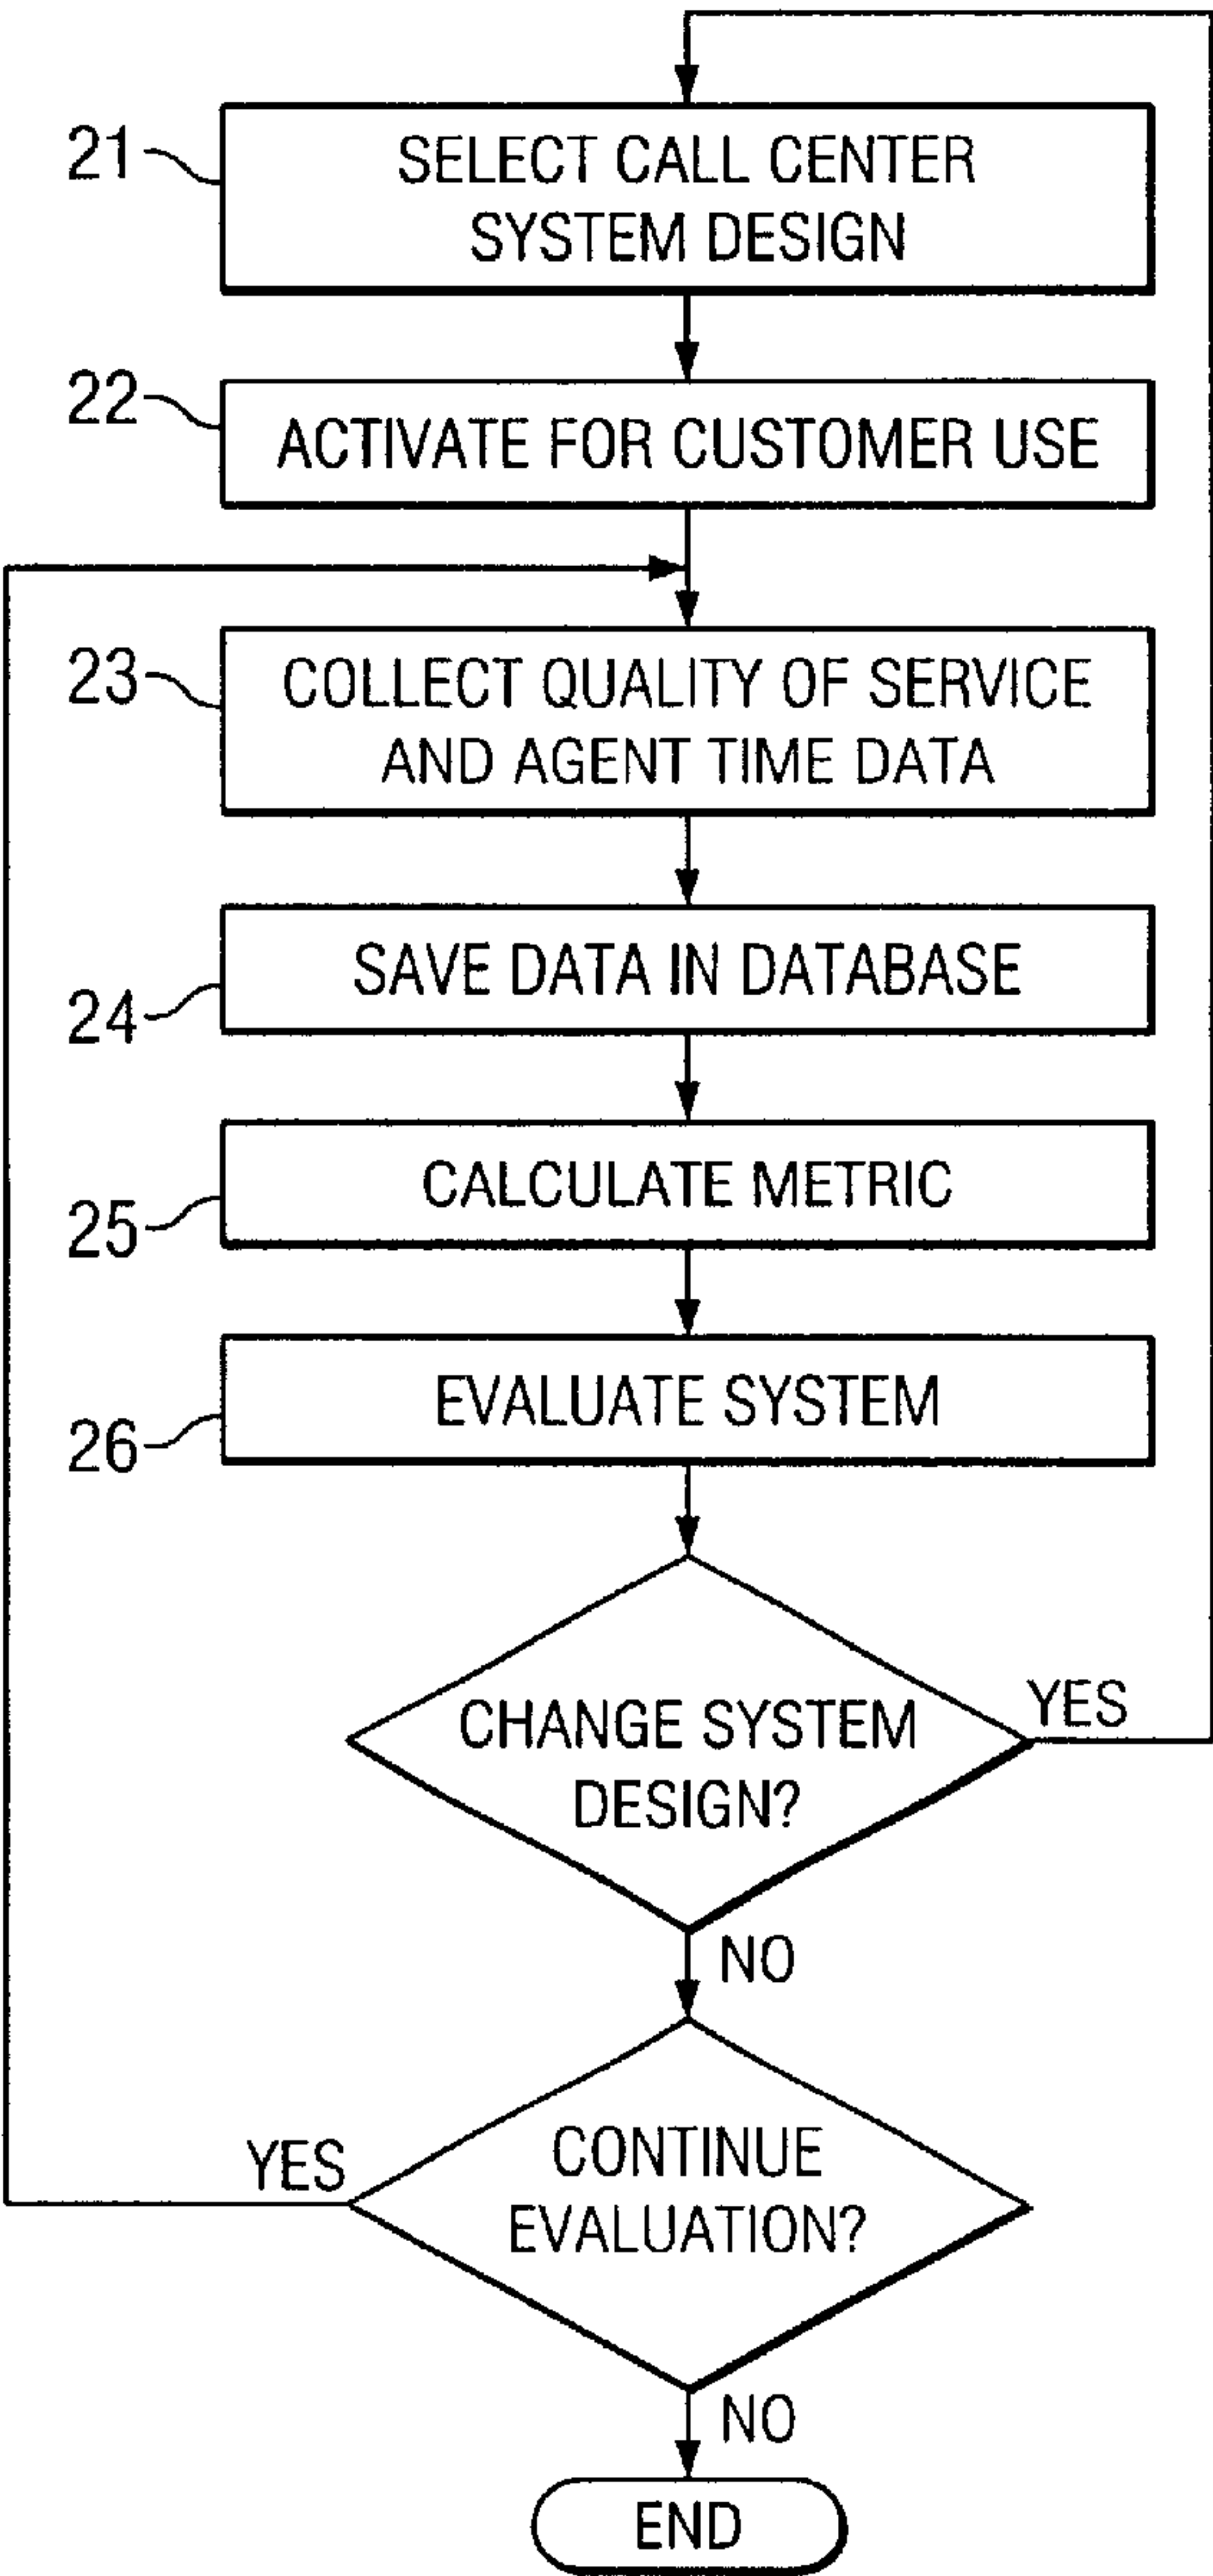 21
SELECT CALL CENTER
SYSTEM DESIGN
22
ACTIVATE FOR CUSTOMER USE
23
COLLECT QUALITY OF SERVICE
AND AGENT TIME DATA
24
SAVE DATA IN DATABASE
25
CALCULATE METRIC
26
EVALUATE SYSTEM
CHANGE SYSTEM
DESIGN?
YES
NO
CONTINUE
EVALUATION?
YES
NO
END